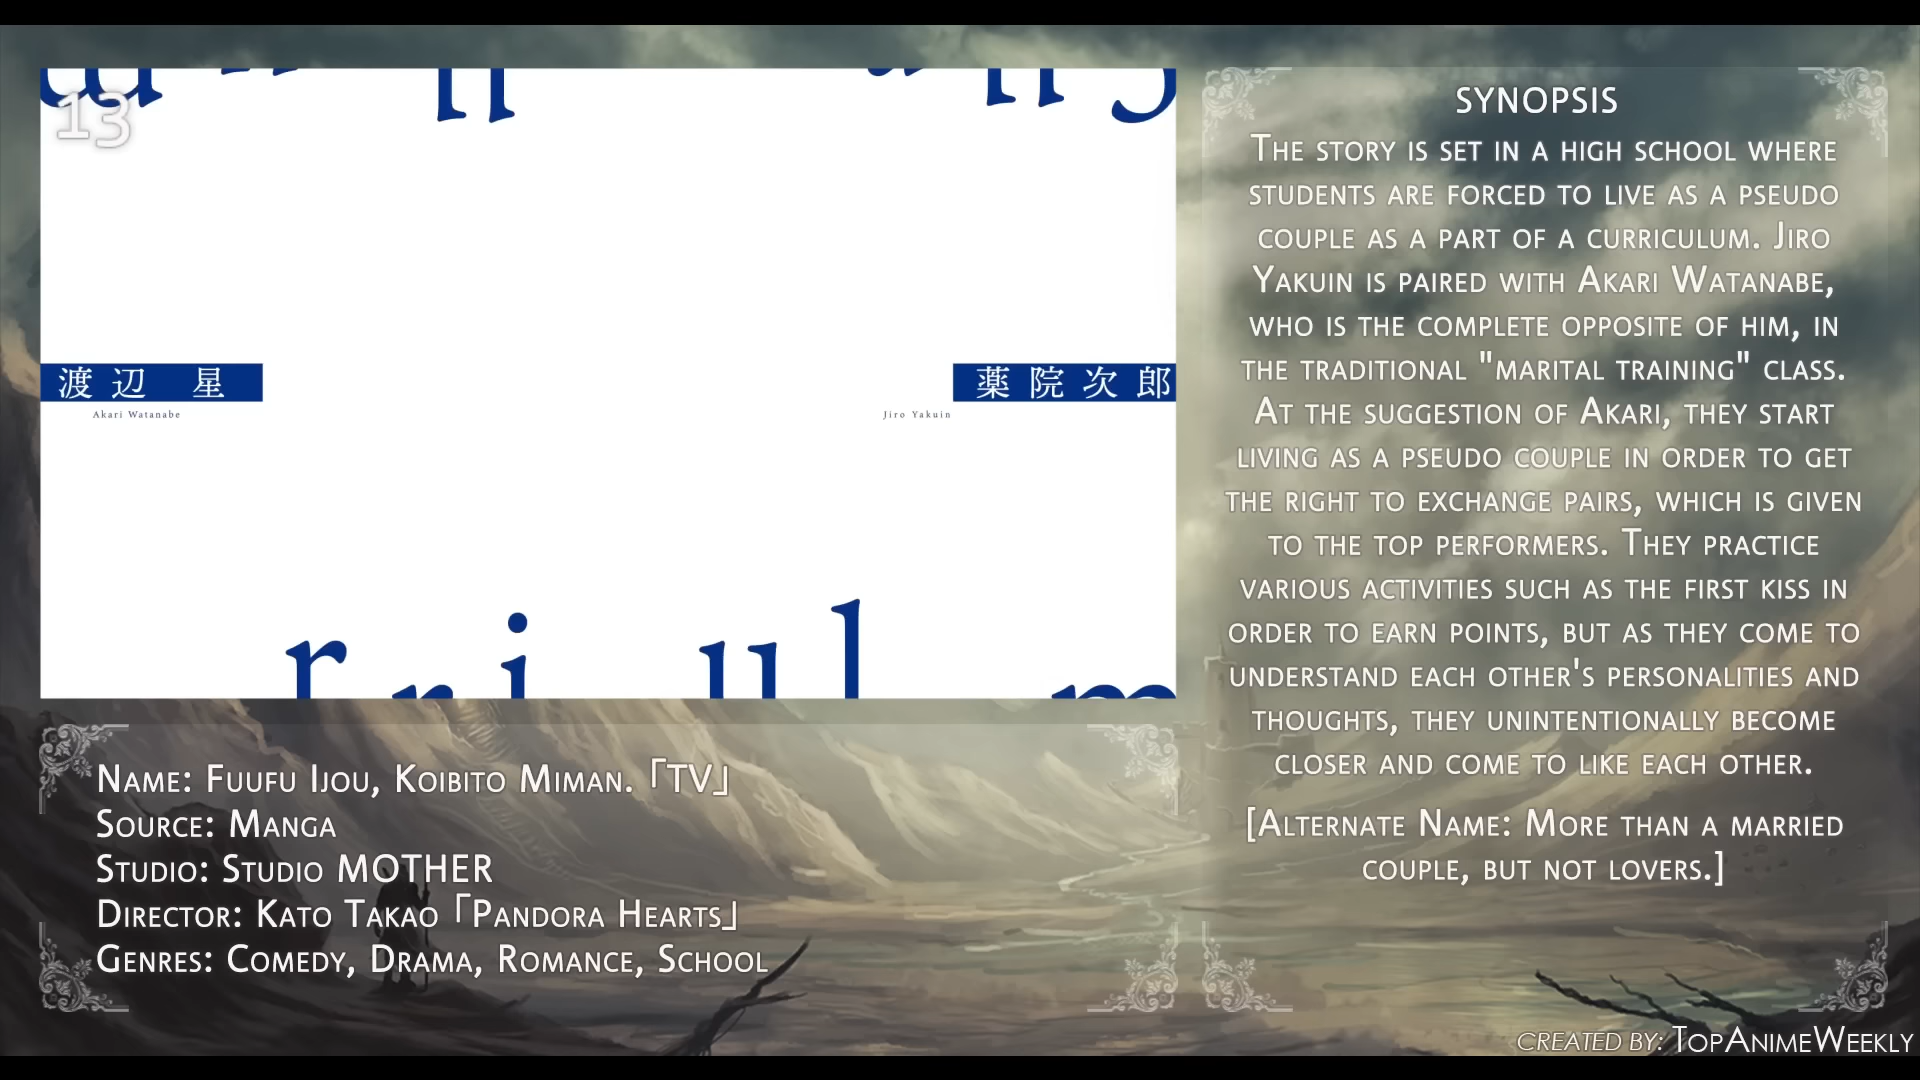 13
渡辺 星
Akari Watanabe
薬院次郎
Jiro Yakuin
r i u l m
SYNOPSIS
The story is set in a high school where
students are forced to live as a pseudo
couple as a part of a curriculum. Jiro
Yakuin is paired with Akari Watanabe,
who is the complete opposite of him, in
the traditional "marital training" class.
At the suggestion of Akari, they start
living as a pseudo couple in order to get
the right to exchange pairs, which is given
to the top performers. They practice
various activities such as the first kiss in
order to earn points, but as they come to
understand each other's personalities and
thoughts, they unintentionally become
closer and come to like each other.
[Alternate Name: More than a married
couple, but not lovers.]
Name: Fuufu Ijou, Koibito Miman.「TV」
Source: Manga
Studio: Studio MOTHER
Director: Kato Takao「Pandora Hearts」
Genres: Comedy, Drama, Romance, School
CREATED BY: TopAnimeWeekly